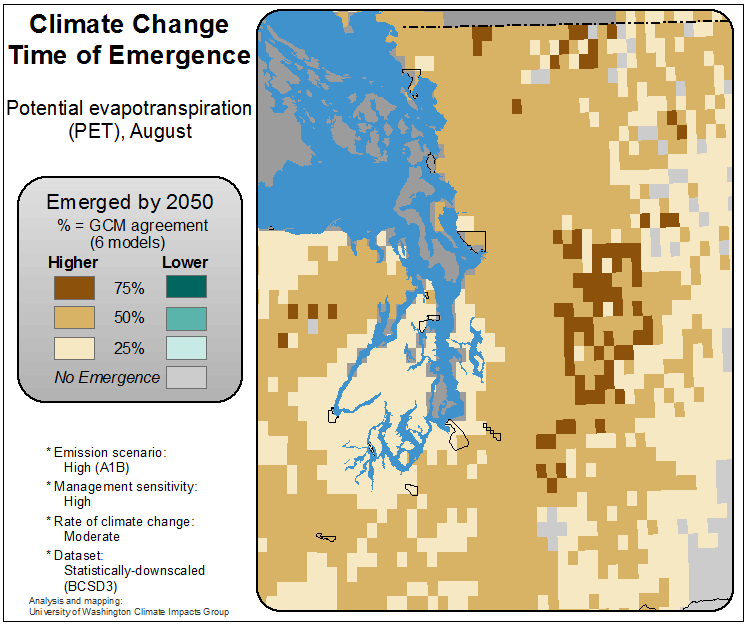 Climate Change
Time of Emergence
Potential evapotranspiration
(PET), August
Emerged by 2050
% = GCM agreement
(6 models)
Higher Lower
75%
50%
25%
No Emergence
* Emission scenario:
High (A1B)
* Management sensitivity:
High
* Rate of climate change:
Moderate
* Dataset:
Statistically-downscaled
(BCSD3)
Analysis and mapping:
University of Washington Climate Impacts Group